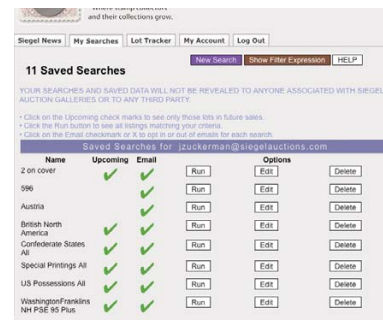 where stamp collectors
and their collections grow.
Siegel News My Searches Lot Tracker My Account Log Out
New Search Show Filter Expression HELP
11 Saved Searches
YOUR SEARCHES AND SAVED DATA WILL NOT BE REVEALED TO ANYONE ASSOCIATED WITH SIEGEL
AUCTION GALLERIES OR TO ANY THIRD PARTY.
• Click on the Upcoming check marks to see only those lots in future sales.
• Click the Run button to see all listings matching your criteria.
• Click on the Email checkmark or X to opt in or out of emails for each search.
Saved Searches for jzuckerman@siegelauctions.com
Name Upcoming Email Options
2 on cover Run Edit Delete
596 Run Edit Delete
Austria Run Edit Delete
British North
America Run Edit Delete
Confederate States
All Run Edit Delete
Special Printings All Run Edit Delete
US Possessions All Run Edit Delete
WashingtonFranklins
NH PSE 95 Plus Run Edit Delete